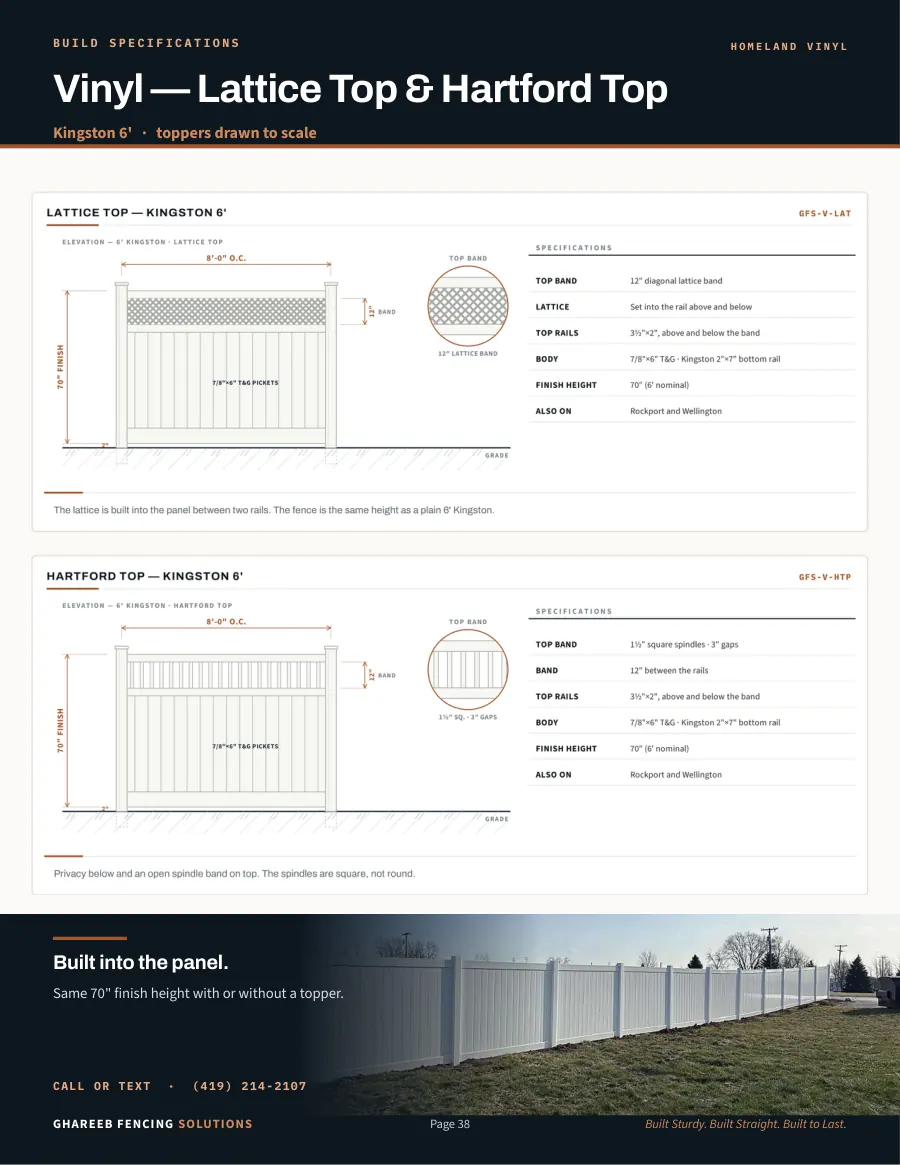 BUILD SPECIFICATIONS
HOMELAND VINYL
Vinyl — Lattice Top & Hartford Top
Kingston 6' · toppers drawn to scale
LATTICE TOP — KINGSTON 6'
GFS-V-LAT
ELEVATION — 6' KINGSTON · LATTICE TOP
8'-0" O.C.
70" FINISH
7/8"×6" T&G PICKETS
12"
BAND
2"
GRADE
TOP BAND
12" LATTICE BAND
SPECIFICATIONS
TOP BAND 12" diagonal lattice band
LATTICE Set into the rail above and below
TOP RAILS 3½"×2", above and below the band
BODY 7/8"×6" T&G · Kingston 2"×7" bottom rail
FINISH HEIGHT 70" (6' nominal)
ALSO ON Rockport and Wellington
The lattice is built into the panel between two rails. The fence is the same height as a plain 6' Kingston.
HARTFORD TOP — KINGSTON 6'
GFS-V-HTP
ELEVATION — 6' KINGSTON · HARTFORD TOP
8'-0" O.C.
70" FINISH
7/8"×6" T&G PICKETS
12"
BAND
2"
GRADE
TOP BAND
1½" SQ. · 3" GAPS
SPECIFICATIONS
TOP BAND 1½" square spindles · 3" gaps
BAND 12" between the rails
TOP RAILS 3½"×2", above and below the band
BODY 7/8"×6" T&G · Kingston 2"×7" bottom rail
FINISH HEIGHT 70" (6' nominal)
ALSO ON Rockport and Wellington
Privacy below and an open spindle band on top. The spindles are square, not round.
Built into the panel.
Same 70" finish height with or without a topper.
CALL OR TEXT · (419) 214-2107
GHAREEB FENCING SOLUTIONS
Page 38
Built Sturdy. Built Straight. Built to Last.